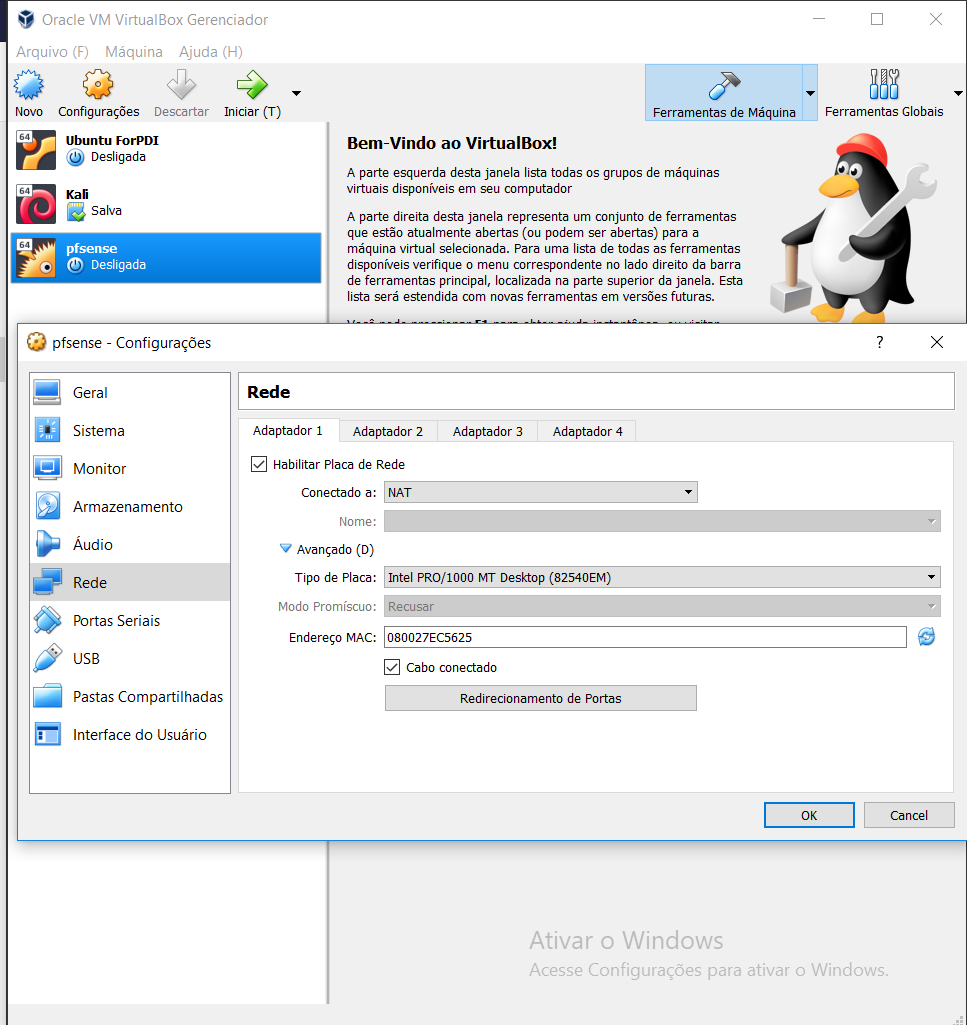 Oracle VM VirtualBox Gerenciador
Arquivo (F) Máquina Ajuda (H)
Novo Configurações Descartar Iniciar (T) Ferramentas de Máquina Ferramentas Globais
64 Ubuntu ForPDI
Desligada
64 Kali
Salva
64 pfsense
Desligada
Bem-Vindo ao VirtualBox!
A parte esquerda desta janela lista todas os grupos de máquinas
virtuais disponíveis em seu computador
A parte direita desta janela representa um conjunto de ferramentas
que estão atualmente abertas (ou podem ser abertas) para a
máquina virtual selecionada. Para uma lista de todas as ferramentas
disponíveis verifique o menu correspondente no lado direito da barra
de ferramentas principal, localizada na parte superior da janela. Esta
lista será estendida com novas ferramentas em versões futuras.
pfsense - Configurações ?
Geral
Sistema
Monitor
Armazenamento
Áudio
Rede
Portas Seriais
USB
Pastas Compartilhadas
Interface do Usuário
Rede
Adaptador 1 Adaptador 2 Adaptador 3 Adaptador 4
Habilitar Placa de Rede
Conectado a: NAT
Nome:
Avançado (D)
Tipo de Placa: Intel PRO/1000 MT Desktop (82540EM)
Modo Promíscuo: Recusar
Endereço MAC: 080027EC5625
Cabo conectado
Redirecionamento de Portas
OK Cancel
Ativar o Windows
Acesse Configurações para ativar o Windows.